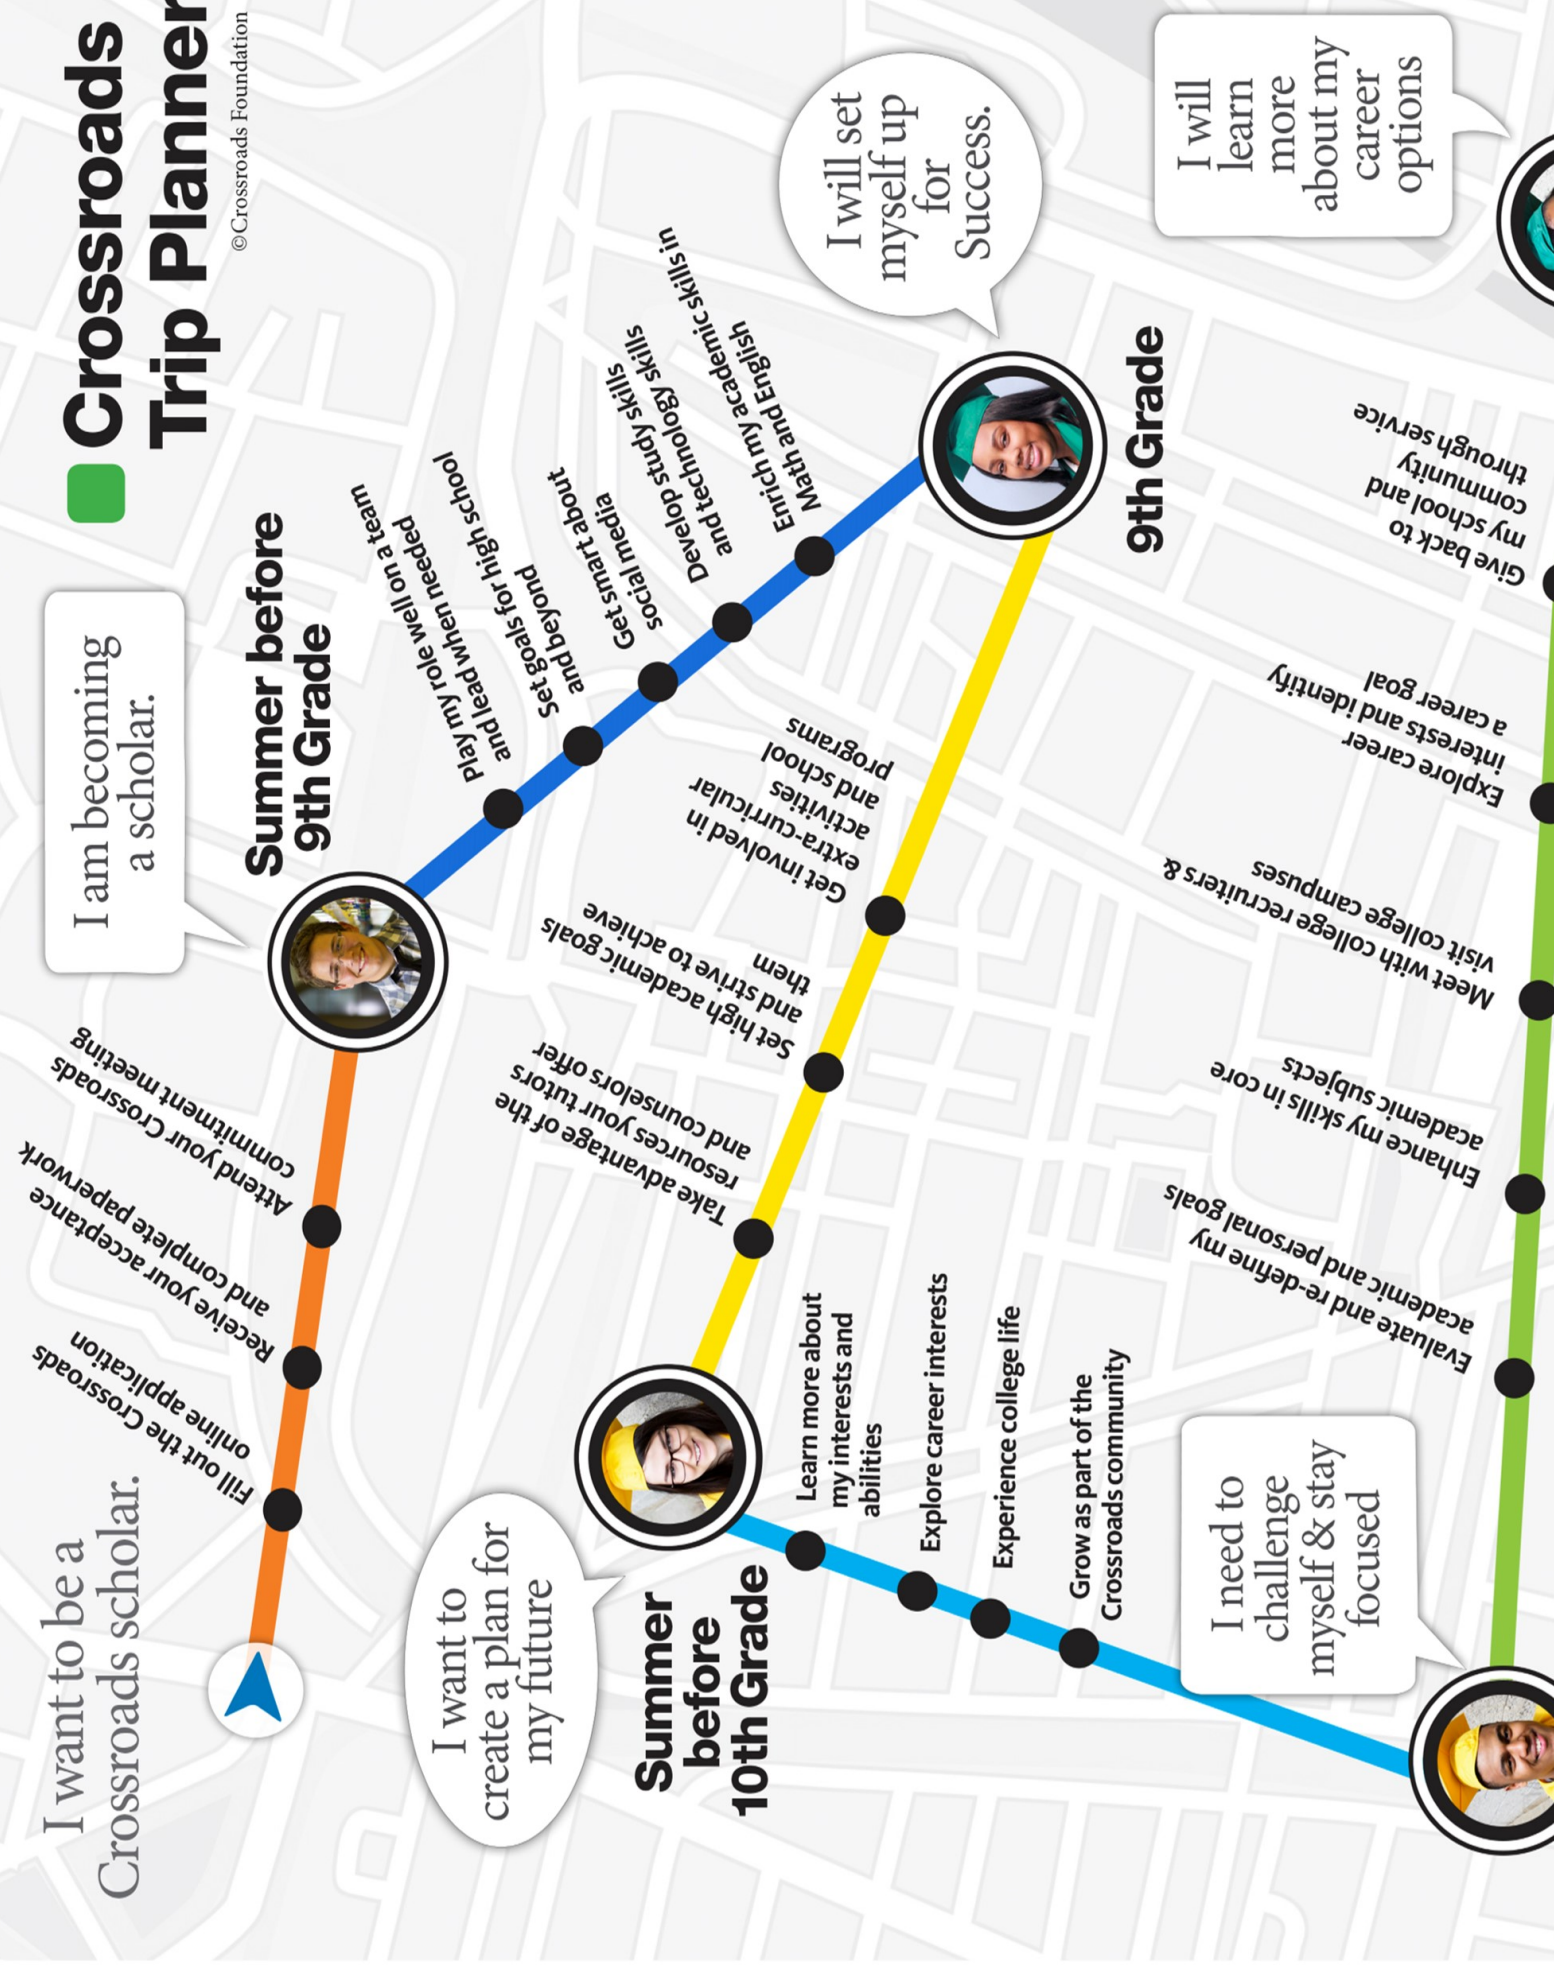 Crossroads
Trip Planner
©Crossroads Foundation
I want to be a
Crossroads scholar.
Fill out the Crossroads
online application
Receive your acceptance
and complete paperwork
Attend your Crossroads
commitment meeting
I am becoming
a scholar.
Summer before
9th Grade
Play my role well on a team
and lead when needed
Set goals for high school
and beyond
Get smart about
social media
Develop study skills
and technology skills
Enrich my academic skills in
Math and English
I will set
myself up
for
Success.
9th Grade
Get involved in
extra-curricular
activities
and school
programs
Set high academic goals
and strive to achieve
them
Take advantage of the
resources your tutors
and counselors offer
I want to
create a plan for
my future
Summer
before
10th Grade
Learn more about
my interests and
abilities
Explore career interests
Experience college life
Grow as part of the
Crossroads community
I need to
challenge
myself & stay
focused
Evaluate and re-define my
academic and personal goals
Enhance my skills in core
academic subjects
Meet with college recruiters &
visit college campuses
Explore career
interests and identify
a career goal
Give back to
my school and
community
through service
I will
learn
more
about my
career
options